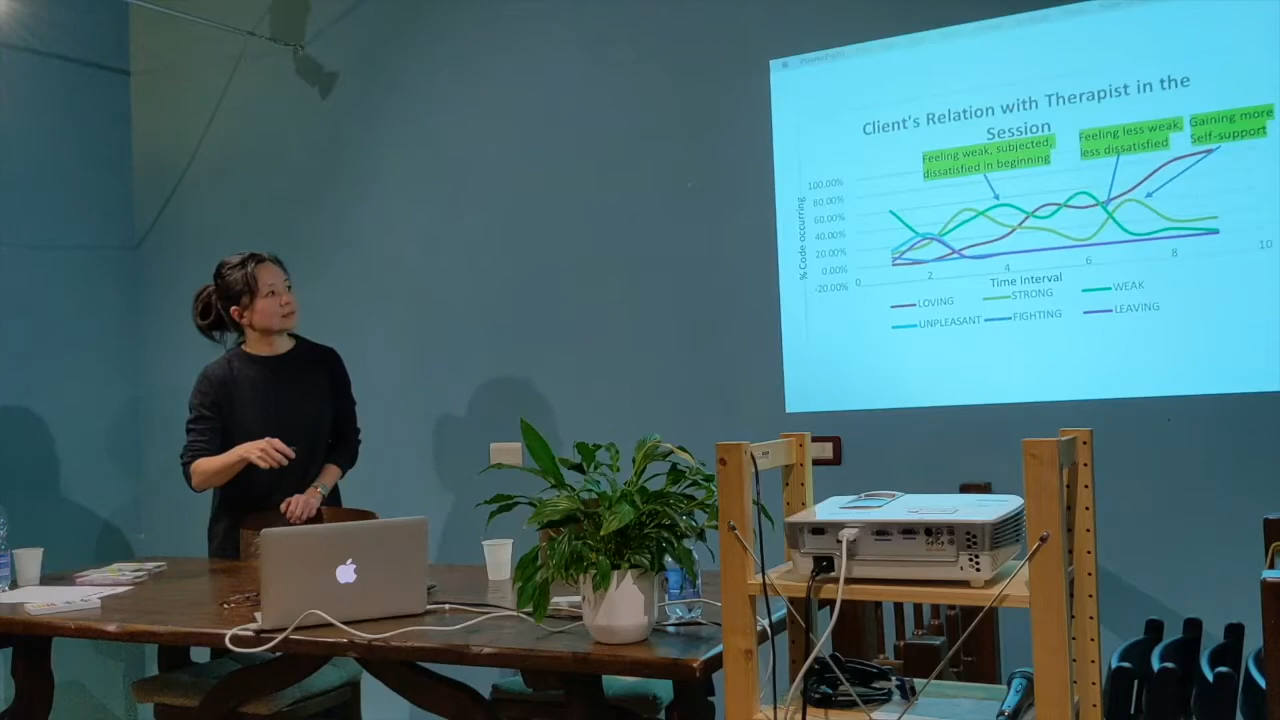 Client's Relation with Therapist in the
Session
Feeling weak, subjected,
dissatisfied in beginning
Feeling less weak,
less dissatisfied
Gaining more
Self-support
% Code occurring
100.00%
80.00%
60.00%
40.00%
20.00%
0.00%
-20.00%
0
2
4
6
8
10
Time Interval
LOVING
STRONG
WEAK
UNPLEASANT
FIGHTING
LEAVING